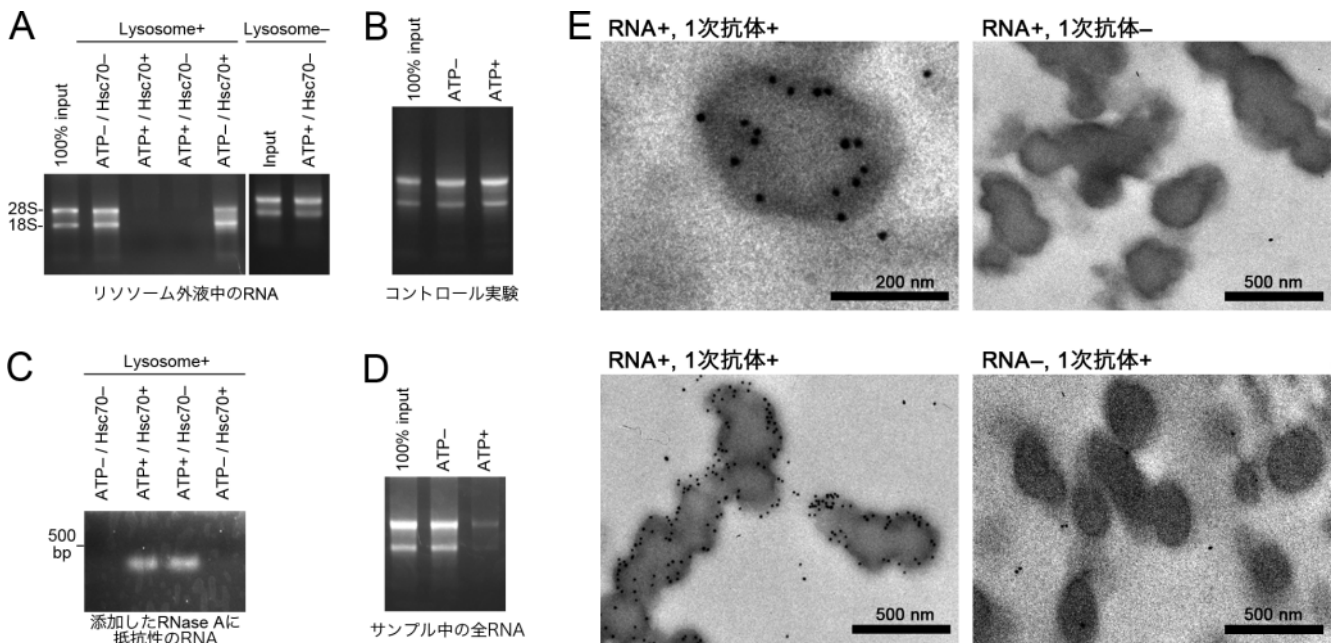 A
Lysosome+
Lysosome–
100% input
ATP– / Hsc70–
ATP+ / Hsc70+
ATP+ / Hsc70–
ATP– / Hsc70+
Input
ATP+ / Hsc70–
28S-
18S-
リソソーム外液中のRNA
B
100% input
ATP–
ATP+
コントロール実験
C
Lysosome+
ATP– / Hsc70–
ATP+ / Hsc70+
ATP+ / Hsc70–
ATP– / Hsc70+
500
bp
添加したRNase Aに
抵抗性のRNA
D
100% input
ATP–
ATP+
サンプル中の全RNA
E
RNA+, 1次抗体+
200 nm
RNA+, 1次抗体–
500 nm
RNA+, 1次抗体+
500 nm
RNA–, 1次抗体+
500 nm